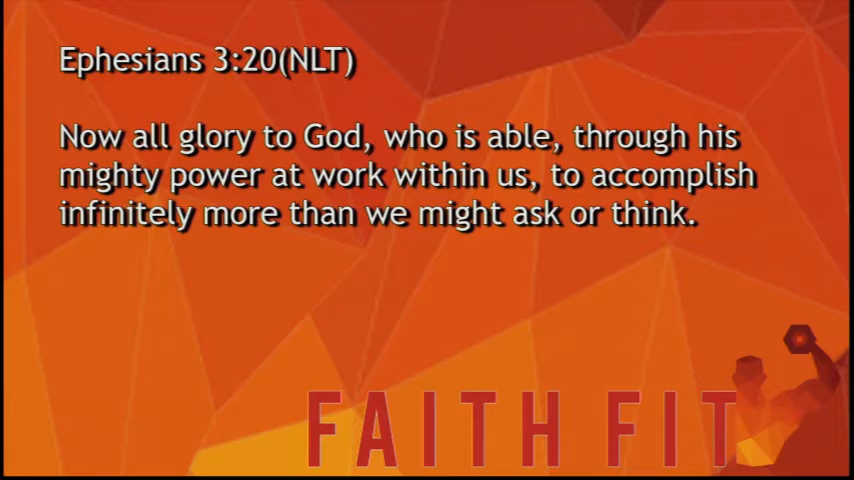 Ephesians 3:20(NLT)
Now all glory to God, who is able, through his
mighty power at work within us, to accomplish
infinitely more than we might ask or think.
FAITH FIT